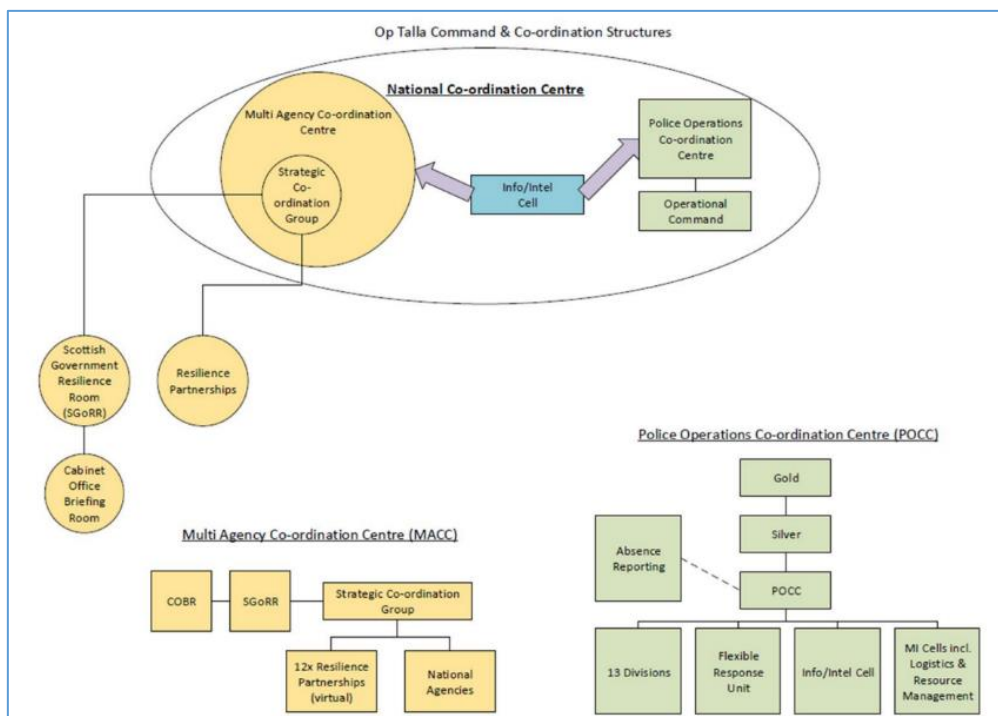 Op Talla Command & Co-ordination Structures
National Co-ordination Centre
Multi Agency Co-ordination
Centre
Strategic
Co-
ordination
Group
Info/Intel
Cell
Police Operations
Co-ordination
Centre
Operational
Command
Scottish
Government
Resilience
Room
(SGoRR)
Resilience
Partnerships
Cabinet
Office
Briefing
Room
Multi Agency Co-ordination Centre (MACC)
COBR
SGoRR
Strategic Co-ordination
Group
12x Resilience
Partnerships
(virtual)
National
Agencies
Police Operations Co-ordination Centre (POCC)
Gold
Silver
Absence
Reporting
POCC
13 Divisions
Flexible
Response
Unit
Info/Intel Cell
MI Cells incl.
Logistics &
Resource
Management